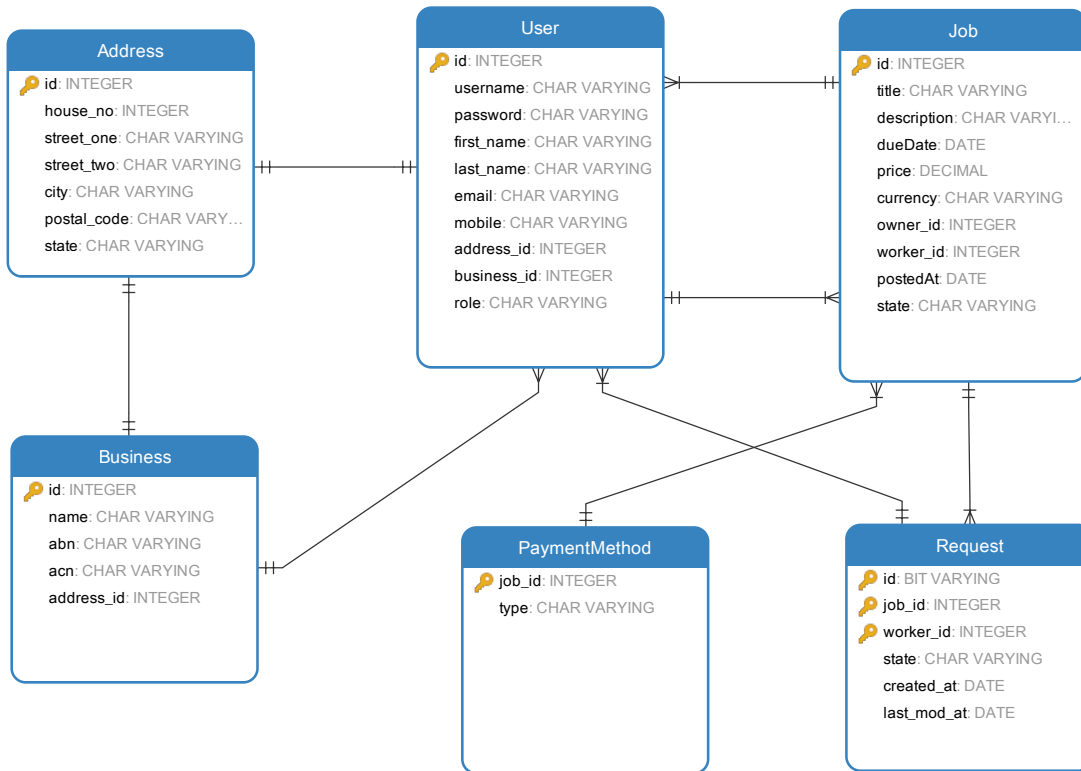 Address
id: INTEGER
house_no: INTEGER
street_one: CHAR VARYING
street_two: CHAR VARYING
city: CHAR VARYING
postal_code: CHAR VARY...
state: CHAR VARYING
User
id: INTEGER
username: CHAR VARYING
password: CHAR VARYING
first_name: CHAR VARYING
last_name: CHAR VARYING
email: CHAR VARYING
mobile: CHAR VARYING
address_id: INTEGER
business_id: INTEGER
role: CHAR VARYING
Job
id: INTEGER
title: CHAR VARYING
description: CHAR VARYI...
dueDate: DATE
price: DECIMAL
currency: CHAR VARYING
owner_id: INTEGER
worker_id: INTEGER
postedAt: DATE
state: CHAR VARYING
Business
id: INTEGER
name: CHAR VARYING
abn: CHAR VARYING
acn: CHAR VARYING
address_id: INTEGER
PaymentMethod
job_id: INTEGER
type: CHAR VARYING
Request
id: BIT VARYING
job_id: INTEGER
worker_id: INTEGER
state: CHAR VARYING
created_at: DATE
last_mod_at: DATE